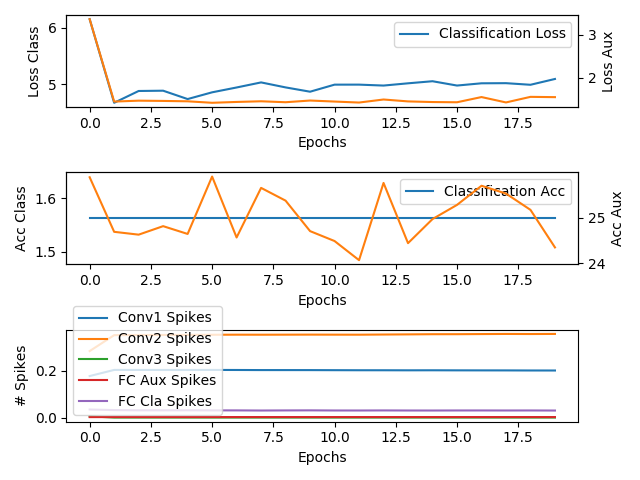 6
5
Loss Class
Classification Loss
3
2
Loss Aux
0.0 2.5 5.0 7.5 10.0 12.5 15.0 17.5
Epochs
1.6
1.5
Acc Class
Classification Acc
25
24
Acc Aux
0.0 2.5 5.0 7.5 10.0 12.5 15.0 17.5
Epochs
0.2
0.0
# Spikes
Conv1 Spikes
Conv2 Spikes
Conv3 Spikes
FC Aux Spikes
FC Cla Spikes
0.0 2.5 5.0 7.5 10.0 12.5 15.0 17.5
Epochs